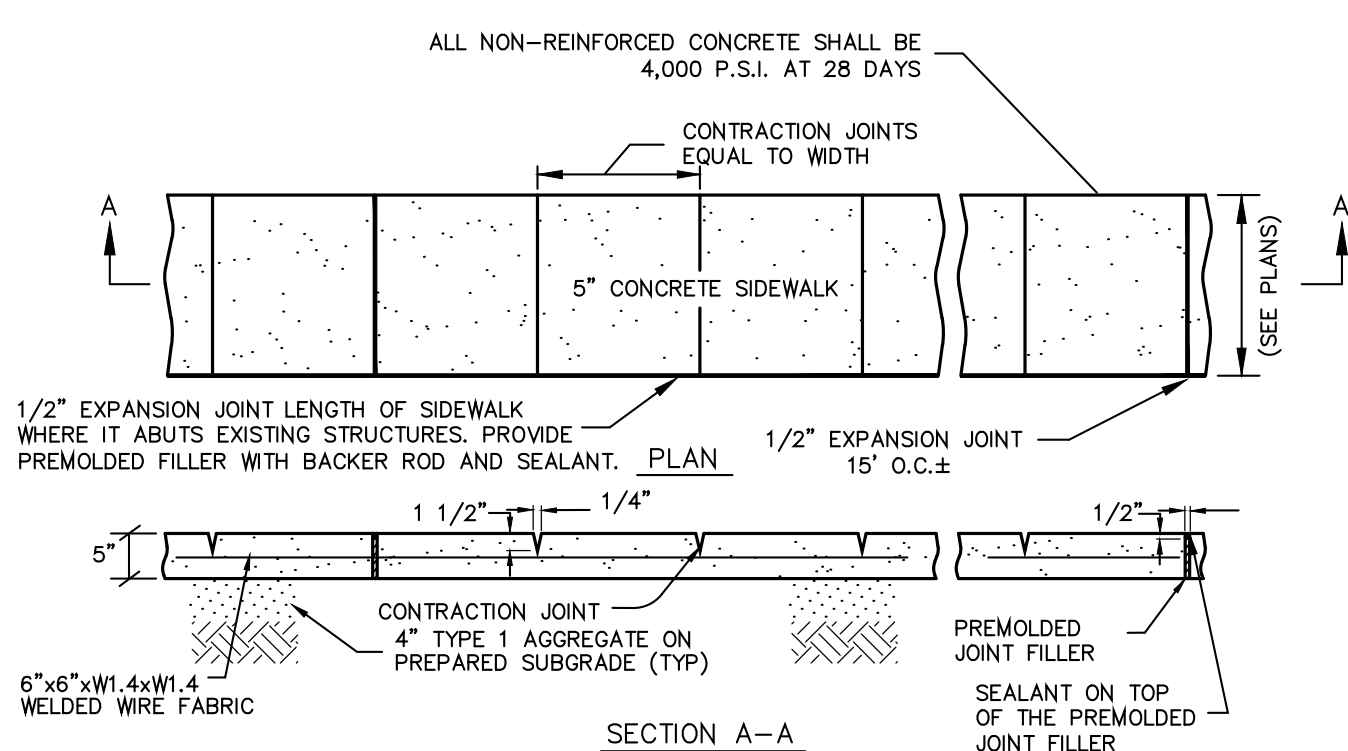 ALL NON-REINFORCED CONCRETE SHALL BE
4,000 P.S.I. AT 28 DAYS
CONTRACTION JOINTS
EQUAL TO WIDTH
A
A
5” CONCRETE SIDEWALK
(SEE PLANS)
1/2” EXPANSION JOINT LENGTH OF SIDEWALK
WHERE IT ABUTS EXISTING STRUCTURES. PROVIDE
PREMOLDED FILLER WITH BACKER ROD AND SEALANT.
PLAN
1/2” EXPANSION JOINT
15’ O.C.±
1 1/2”
1/4”
1/2”
5”
CONTRACTION JOINT
4” TYPE 1 AGGREGATE ON
PREPARED SUBGRADE (TYP)
PREMOLDED
JOINT FILLER
6”x6”xW1.4xW1.4
WELDED WIRE FABRIC
SEALANT ON TOP
OF THE PREMOLDED
JOINT FILLER
SECTION A-A